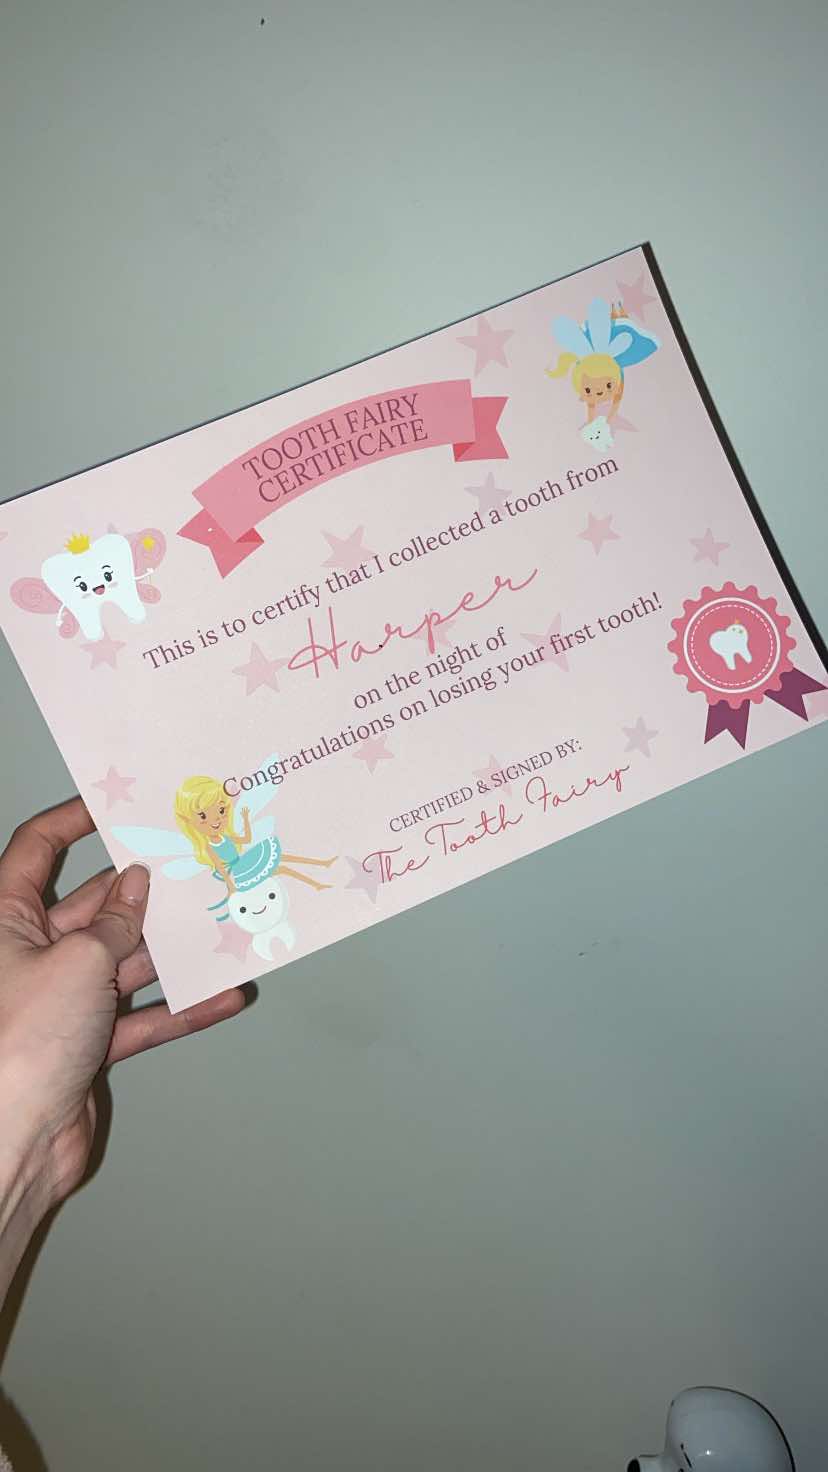 TOOTH FAIRY
CERTIFICATE
This is to certify that I collected a tooth from
Harper
on the night of
Congratulations on losing your first tooth!
CERTIFIED & SIGNED BY:
The Tooth Fairy